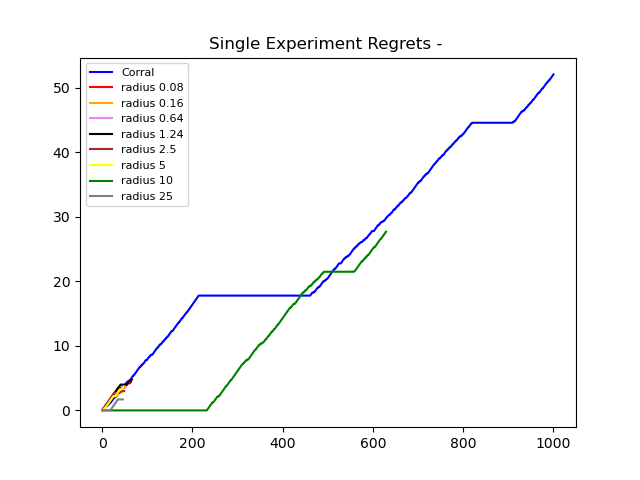 Single Experiment Regrets -
Corral
radius 0.08
radius 0.16
radius 0.64
radius 1.24
radius 2.5
radius 5
radius 10
radius 25
50
40
30
20
10
0
0 200 400 600 800 1000